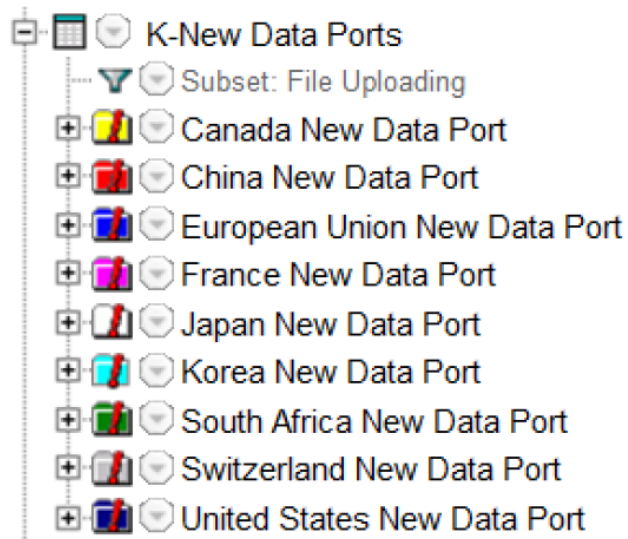 K-New Data Ports
Subset: File Uploading
Canada New Data Port
China New Data Port
European Union New Data Port
France New Data Port
Japan New Data Port
Korea New Data Port
South Africa New Data Port
Switzerland New Data Port
United States New Data Port